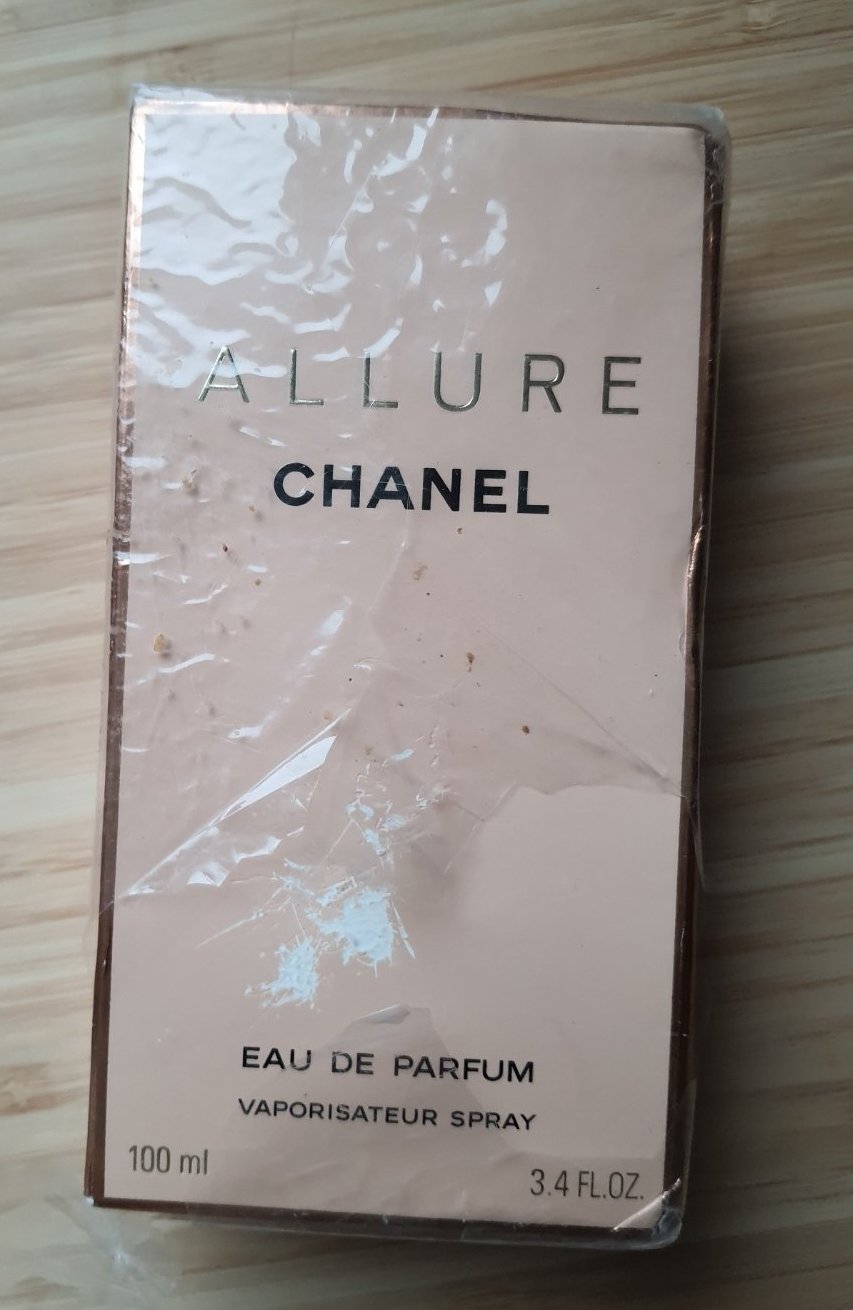 ALLURE
CHANEL
EAU DE PARFUM
VAPORISATEUR SPRAY
100 ml
3.4 FL.OZ.